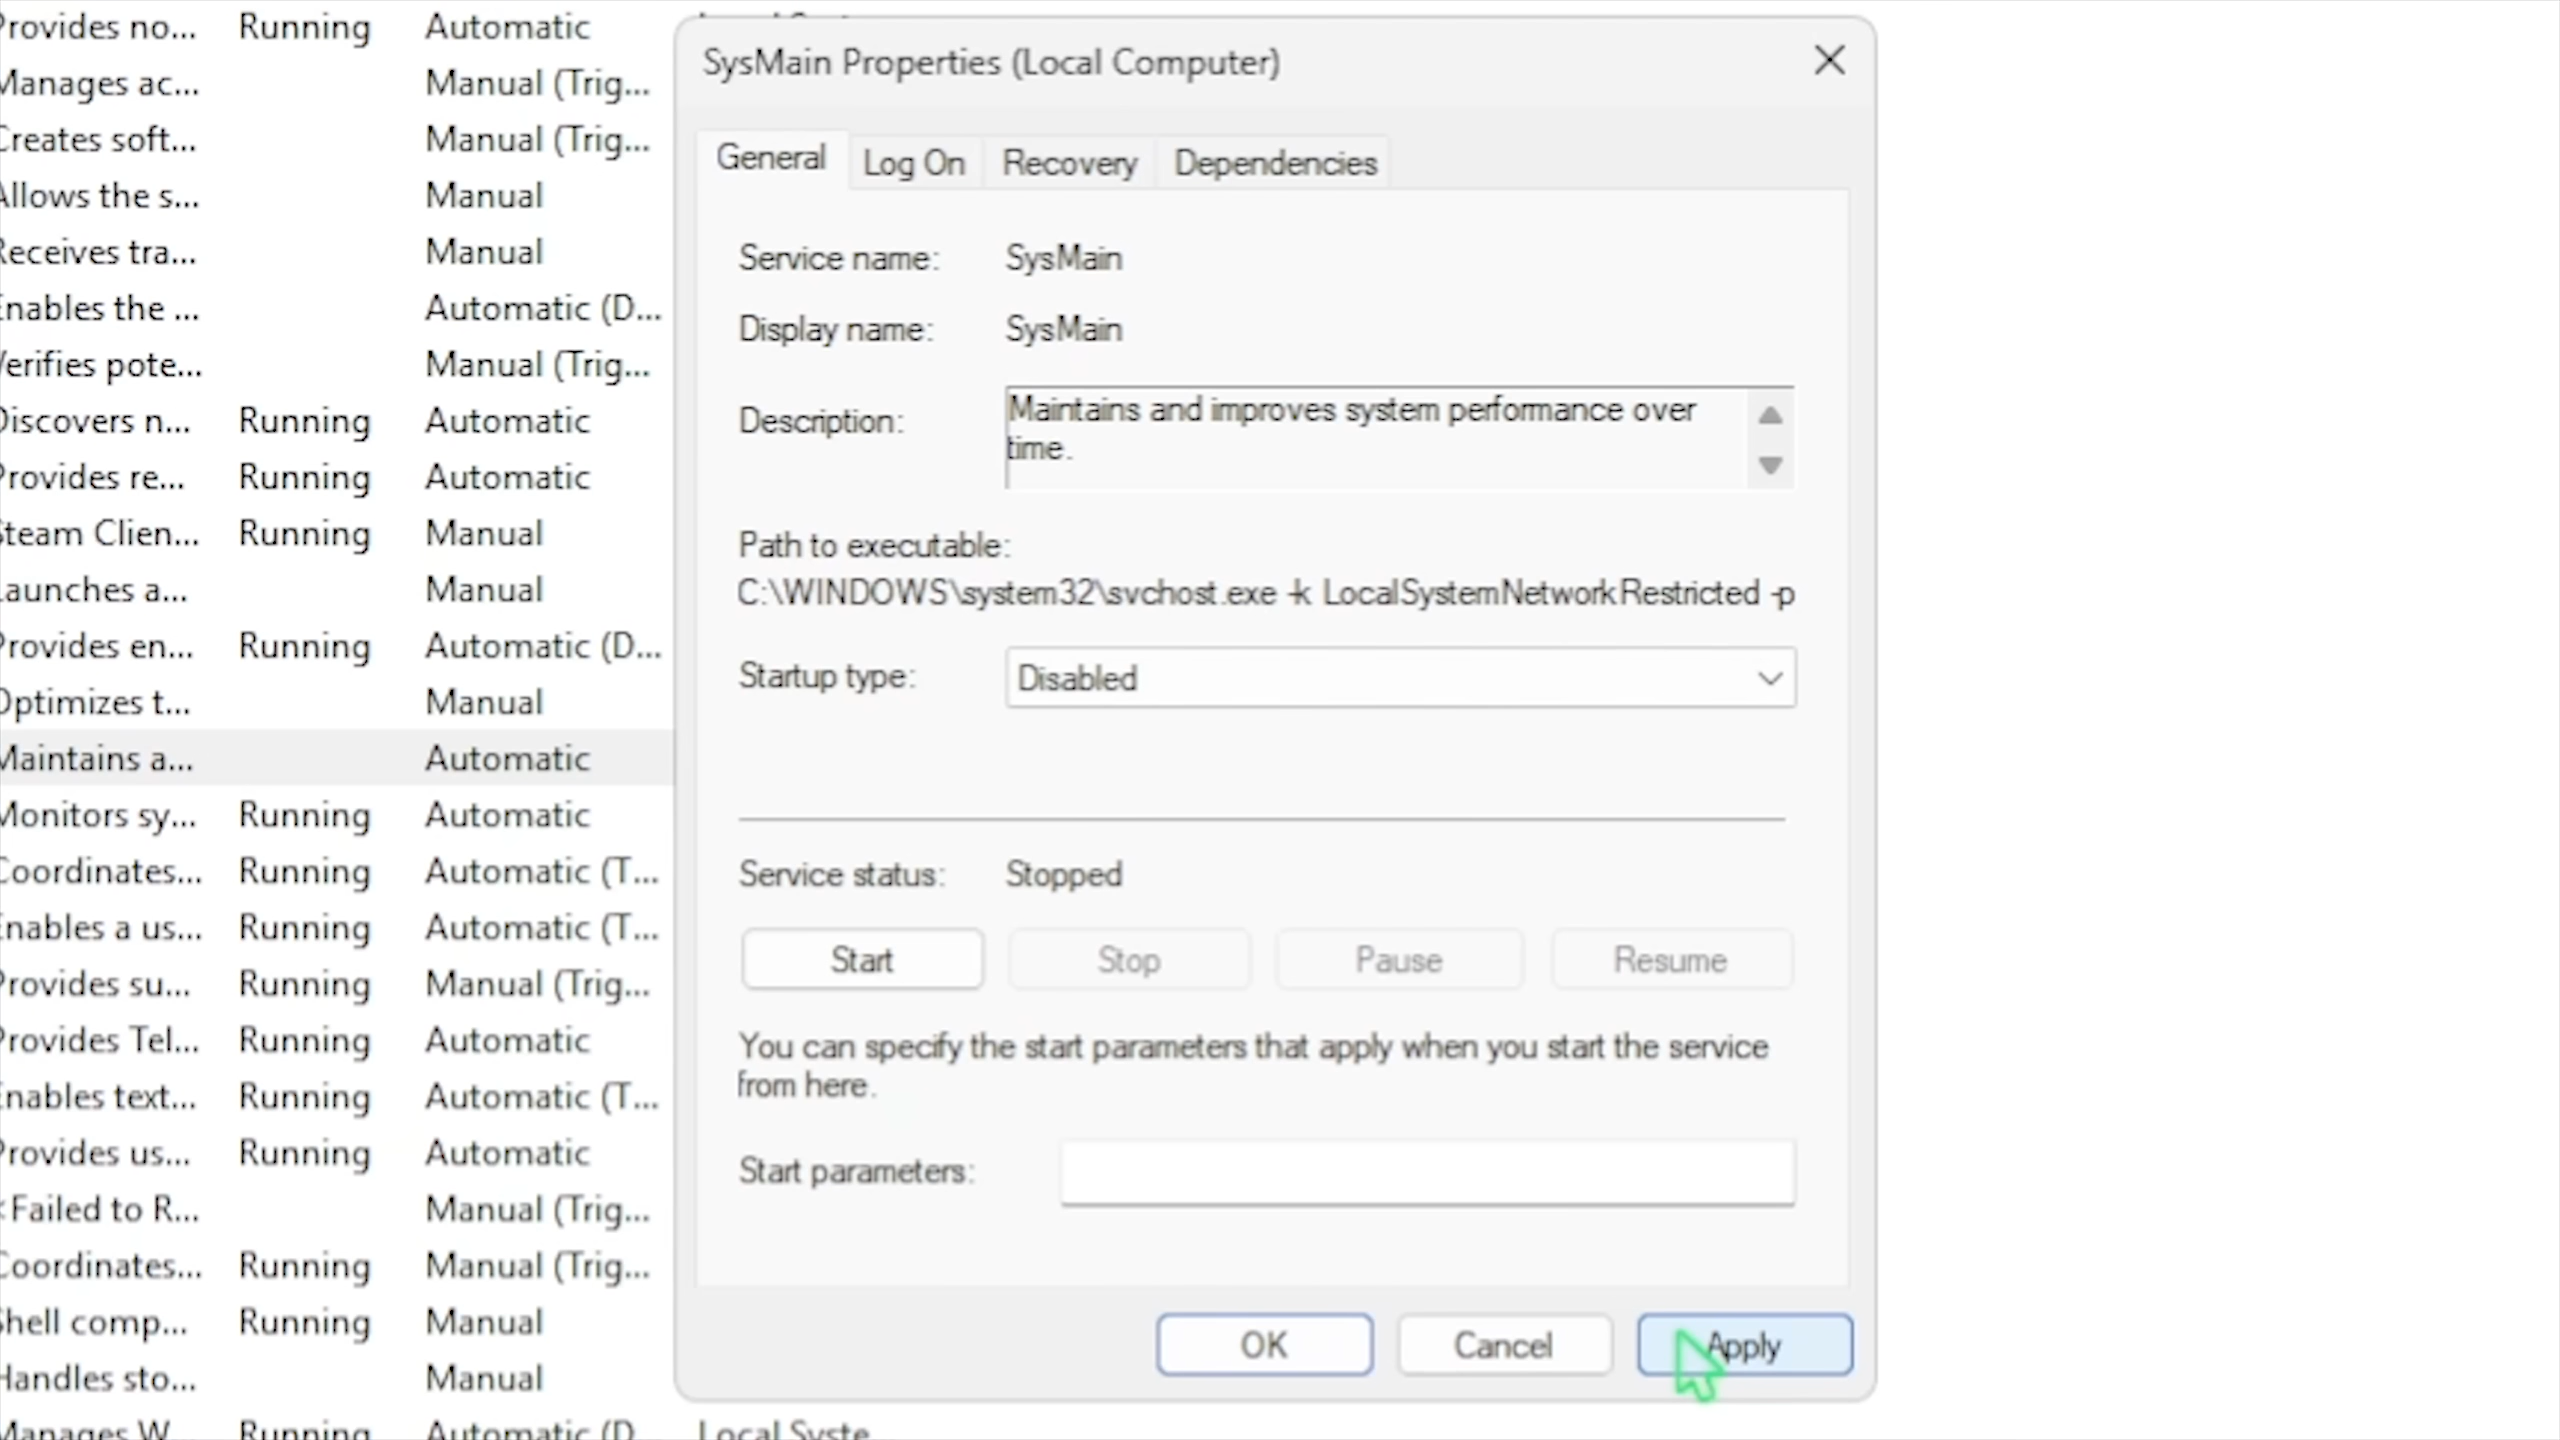 Provides no... Running Automatic
Manages ac... Manual (Trig...
Creates soft... Manual (Trig...
Allows the s... Manual
Receives tra... Manual
Enables the ... Automatic (D...
Verifies pote... Manual (Trig...
Discovers n... Running Automatic
Provides re... Running Automatic
Steam Clien... Running Manual
Launches a... Manual
Provides en... Running Automatic (D...
Optimizes t... Manual
Maintains a... Automatic
Monitors sy... Running Automatic
Coordinates... Running Automatic (T...
Enables a us... Running Automatic (T...
Provides su... Running Manual (Trig...
Provides Tel... Running Automatic
Enables text... Running Automatic (T...
Provides us... Running Automatic
<Failed to R... Manual (Trig...
Coordinates... Running Manual (Trig...
Shell comp... Running Manual
Handles sto... Manual
Manages W... Running Automatic (D... Local Syste
SysMain Properties (Local Computer)
General Log On Recovery Dependencies
Service name: SysMain
Display name: SysMain
Description: Maintains and improves system performance over
time.
Path to executable:
C:\WINDOWS\system32\svchost.exe -k LocalSystemNetworkRestricted -p
Startup type: Disabled
Service status: Stopped
Start Stop Pause Resume
You can specify the start parameters that apply when you start the service
from here.
Start parameters:
OK Cancel Apply